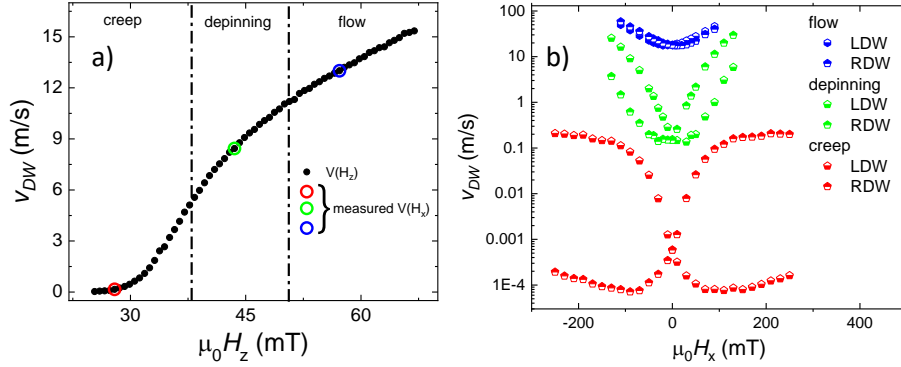 creep depinning flow
a)
15
12
9
6
3
0
v_DW (m/s)
V(H_z)
measured V(H_x)
30 45 60
μ_0H_z (mT)
b)
100
10
1
0.1
0.01
0.001
1E-4
v_DW (m/s)
flow
LDW
RDW
depinning
LDW
RDW
creep
LDW
RDW
-200 0 200 400
μ_0H_x (mT)